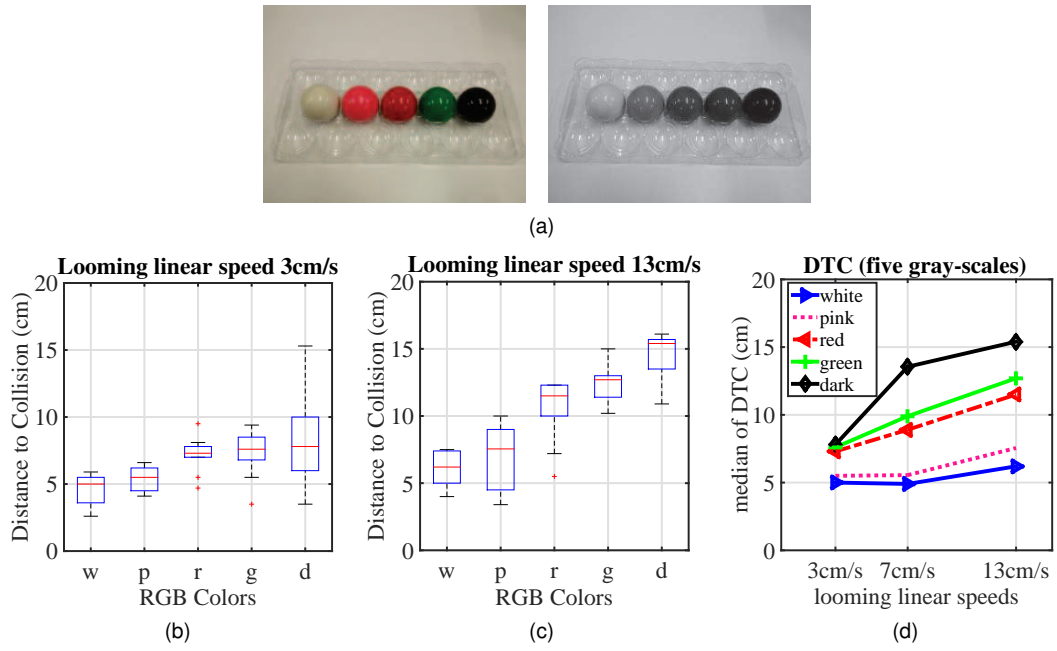 (a)
Looming linear speed 3cm/s
Distance to Collision (cm)
20
15
10
5
0
w p r g d
RGB Colors
(b)
Looming linear speed 13cm/s
Distance to Collision (cm)
20
15
10
5
0
w p r g d
RGB Colors
(c)
DTC (five gray-scales)
median of DTC (cm)
20
15
10
5
0
white
pink
red
green
dark
3cm/s 7cm/s 13cm/s
looming linear speeds
(d)